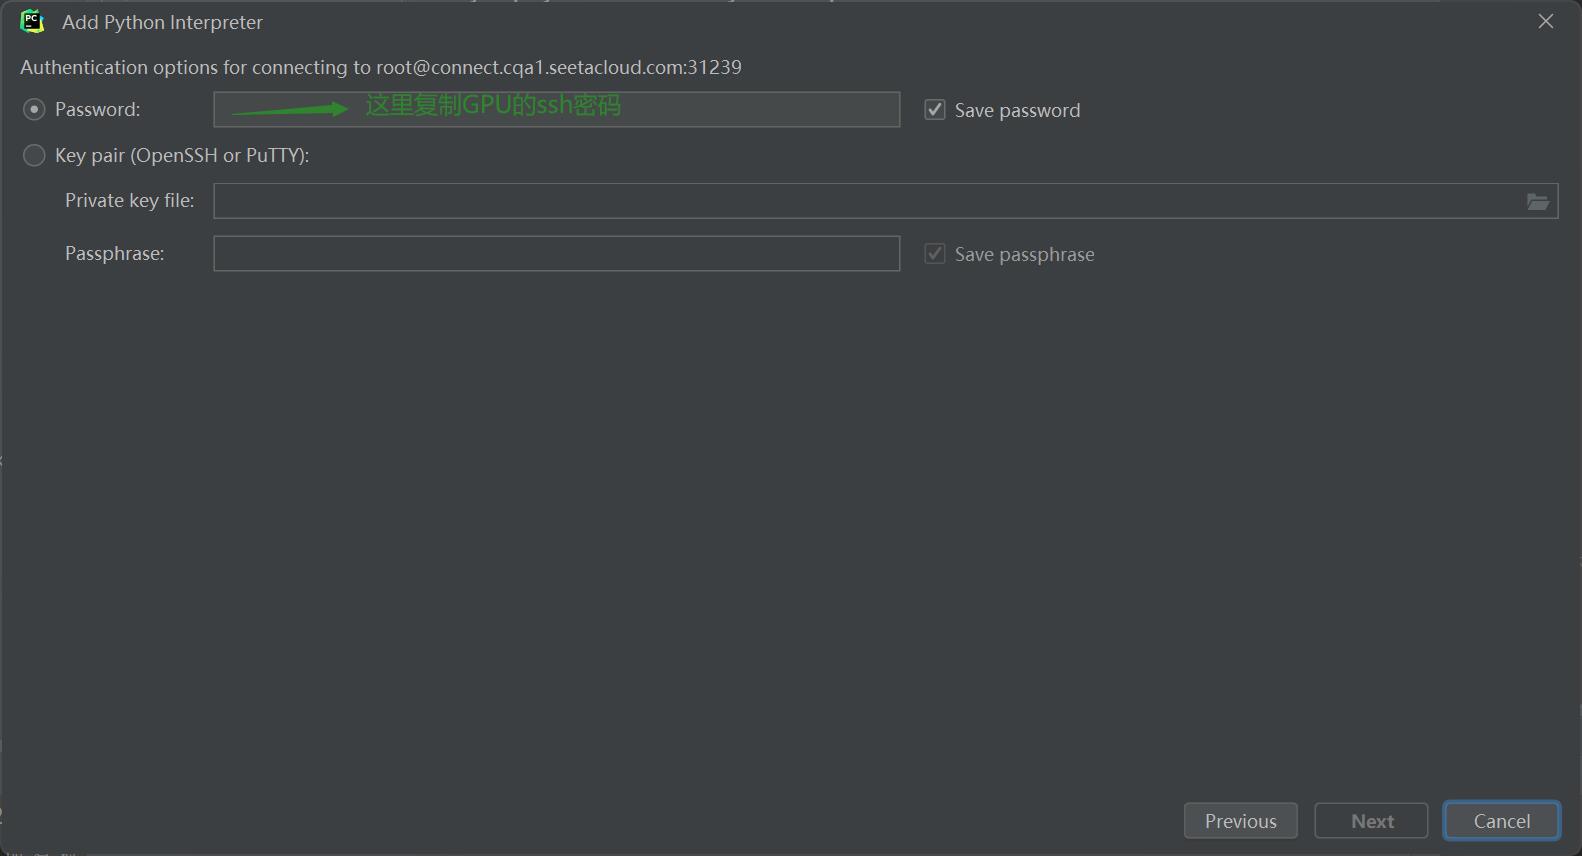 PC
Add Python Interpreter
Authentication options for connecting to root@connect.cqa1.seetacloud.com:31239
Password:
这里复制GPU的ssh密码
Save password
Key pair (OpenSSH or PuTTY):
Private key file:
Passphrase:
Save passphrase
Previous
Next
Cancel